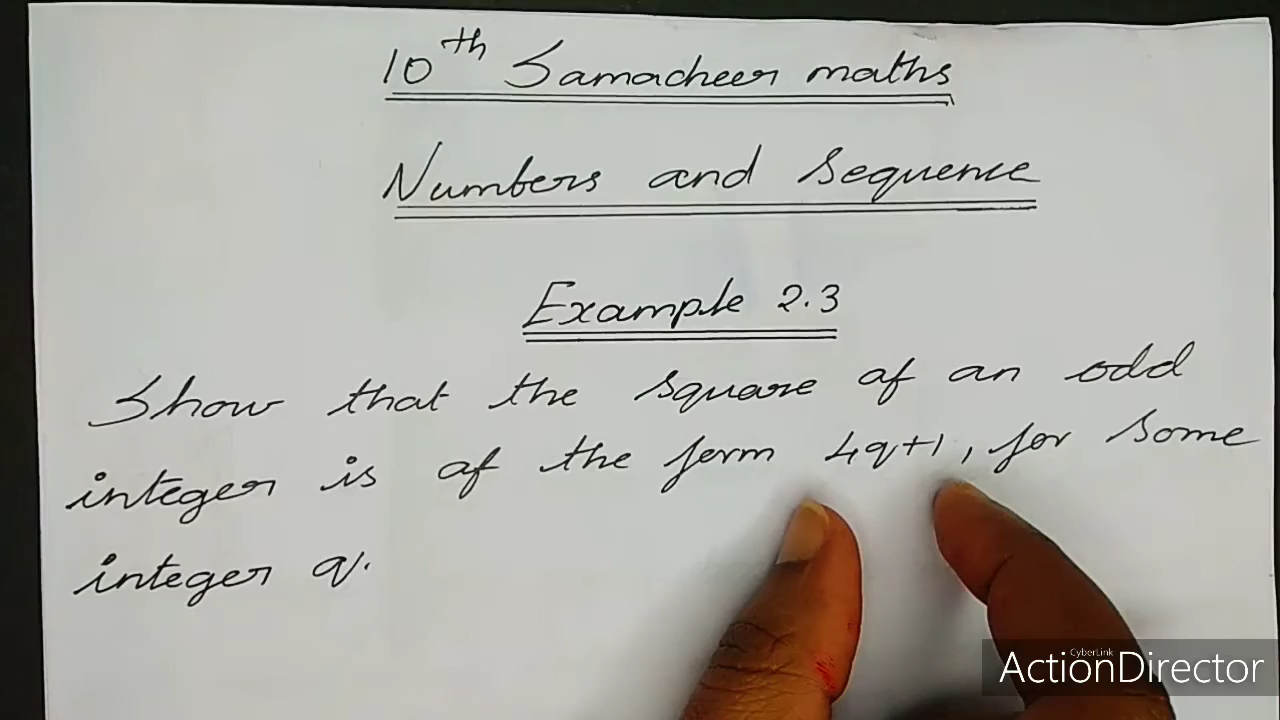 10th Samacheer maths
Numbers and Sequence
Example 2.3
Show that the square of an odd
integer is of the form 4q+1, for some
integer q.
CyberLink
ActionDirector